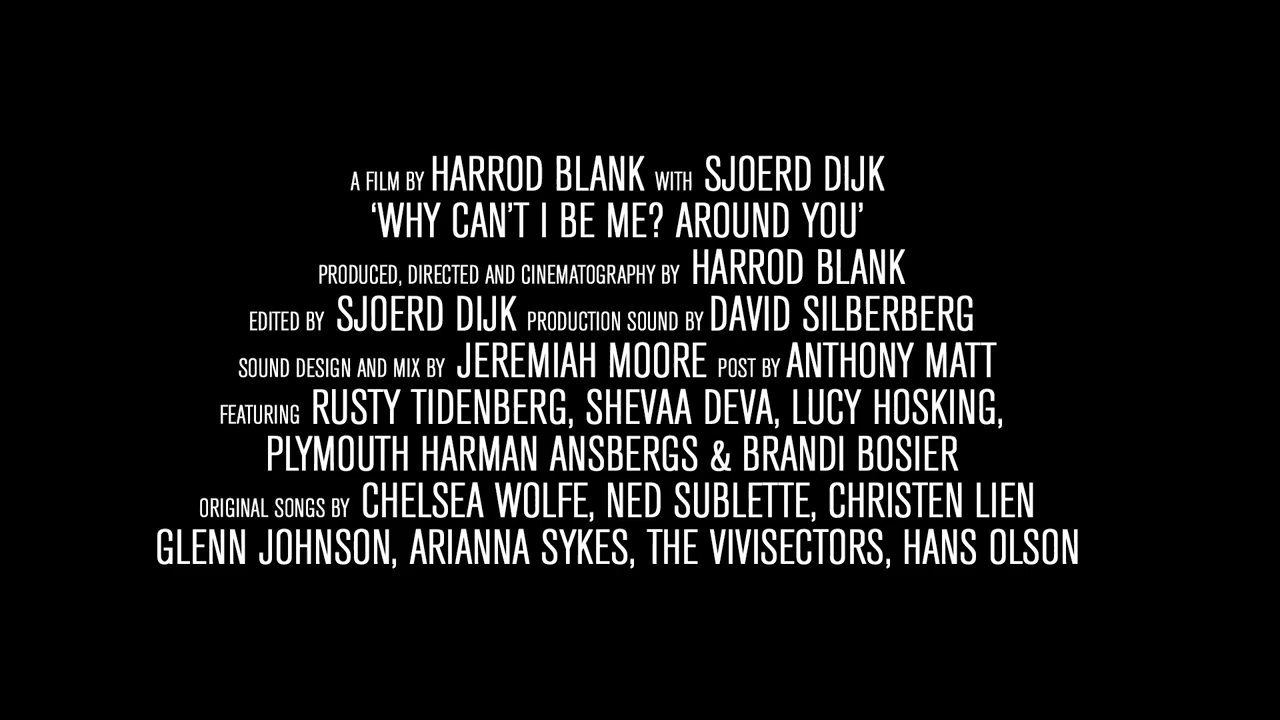 A FILM BY HARROD BLANK WITH SJOERD DIJK
‘WHY CAN’T I BE ME? AROUND YOU’
PRODUCED, DIRECTED AND CINEMATOGRAPHY BY HARROD BLANK
EDITED BY SJOERD DIJK PRODUCTION SOUND BY DAVID SILBERBERG
SOUND DESIGN AND MIX BY JEREMIAH MOORE POST BY ANTHONY MATT
FEATURING RUSTY TIDENBERG, SHEVAA DEVA, LUCY HOSKING,
PLYMOUTH HARMAN ANSBERGS & BRANDI BOSIER
ORIGINAL SONGS BY CHELSEA WOLFE, NED SUBLETTE, CHRISTEN LIEN
GLENN JOHNSON, ARIANNA SYKES, THE VIVISECTORS, HANS OLSON